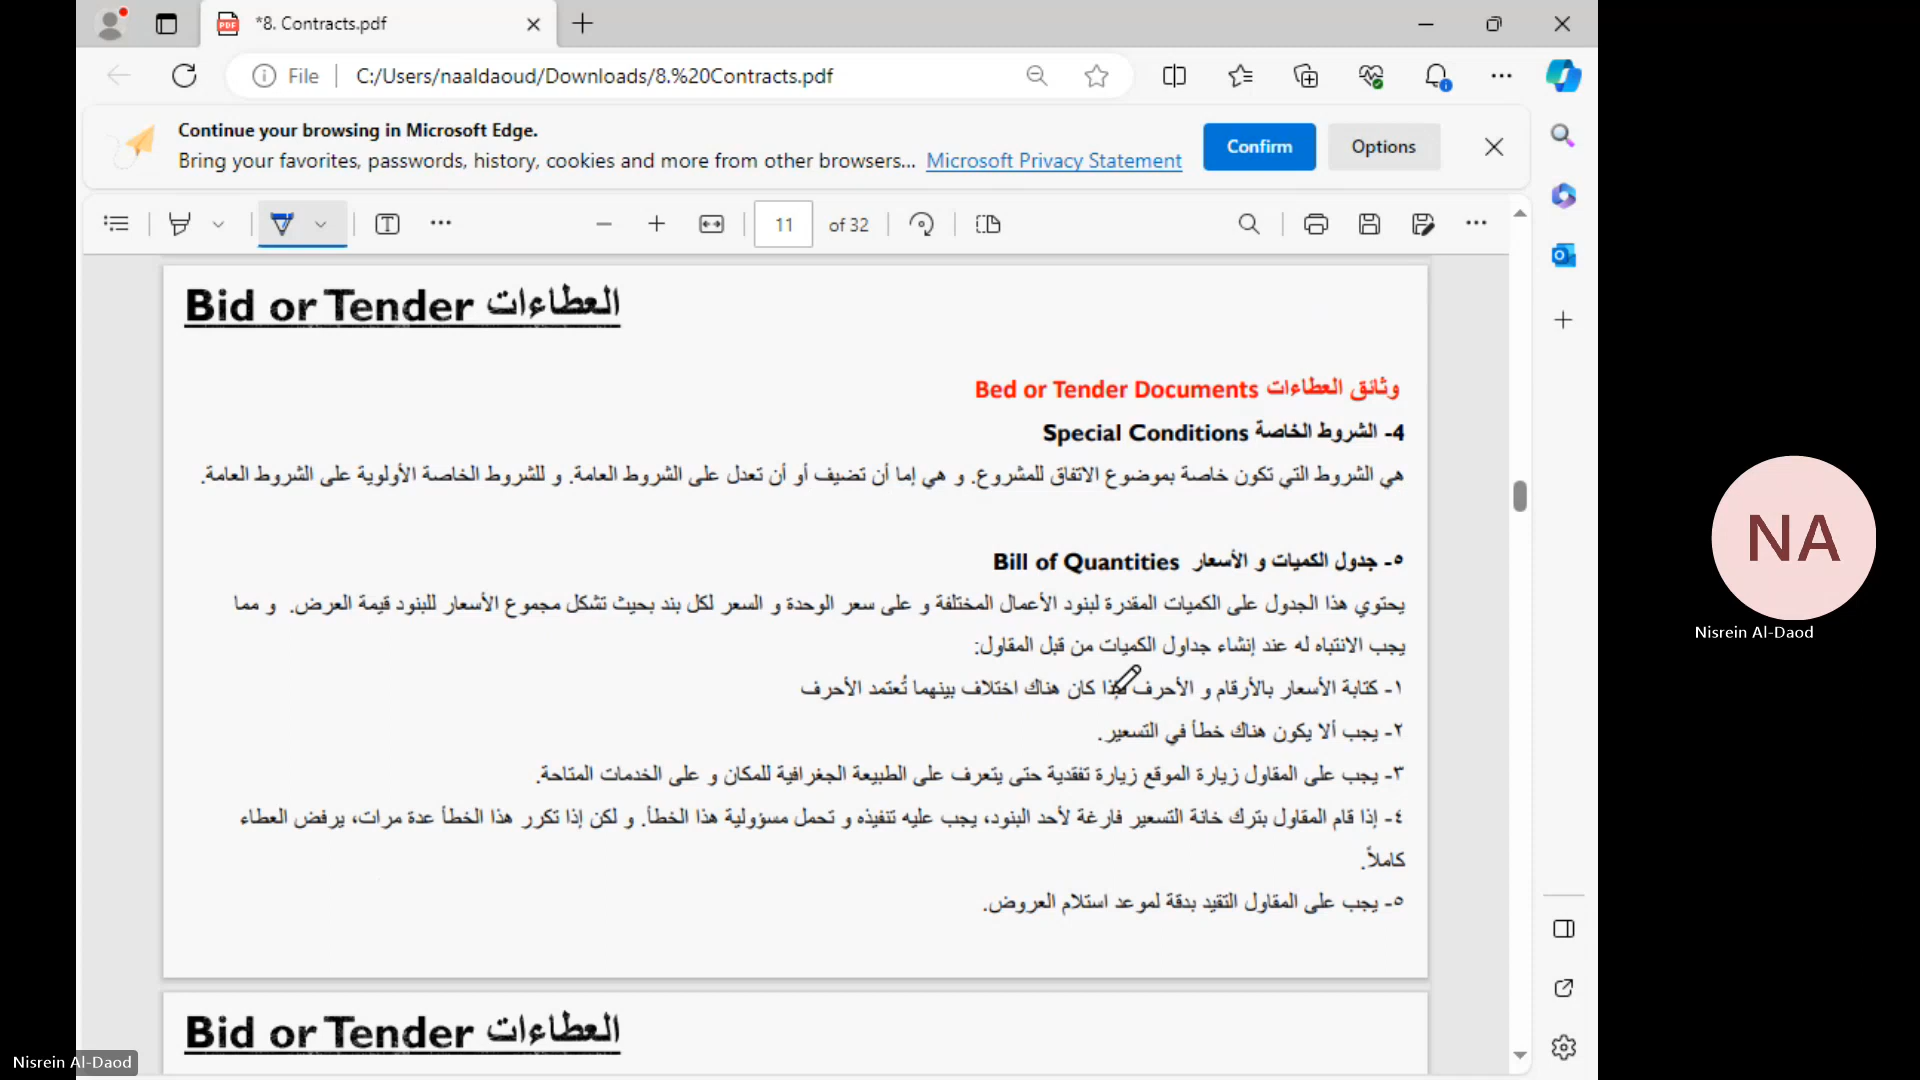 *8. Contracts.pdf
File
C:/Users/naaldaoud/Downloads/8.%20Contracts.pdf
Continue your browsing in Microsoft Edge.
Bring your favorites, passwords, history, cookies and more from other browsers... Microsoft Privacy Statement
Confirm
Options
11 of 32
Bid or Tender العطاءات
وثائق العطاءات Bed or Tender Documents
4- الشروط الخاصة Special Conditions
هي الشروط التي تكون خاصة بموضوع الاتفاق للمشروع. و هي إما أن تضيف أو أن تعدل على الشروط العامة. و للشروط الخاصة الأولوية على الشروط العامة.
٥- جدول الكميات و الأسعار Bill of Quantities
يحتوي هذا الجدول على الكميات المقدرة لبنود الأعمال المختلفة و على سعر الوحدة و السعر لكل بند بحيث تشكل مجموع الأسعار للبنود قيمة العرض. و مما
يجب الانتباه له عند إنشاء جداول الكميات من قبل المقاول:
١- كتابة الأسعار بالأرقام و الأحرف كان هناك اختلاف بينهما تُعتمد الأحرف
٢- يجب ألا يكون هناك خطأ في التسعير.
٣- يجب على المقاول زيارة الموقع زيارة تفقدية حتى يتعرف على الطبيعة الجغرافية للمكان و على الخدمات المتاحة.
٤- إذا قام المقاول بترك خانة التسعير فارغة لأحد البنود، يجب عليه تنفيذه و تحمل مسؤولية هذا الخطأ. و لكن إذا تكرر هذا الخطأ عدة مرات، يرفض العطاء
كاملاً.
٥- يجب على المقاول التقيد بدقة لموعد استلام العروض.
Bid or Tender العطاءات
NA
Nisrein Al-Daod
Nisrein Al-Daod